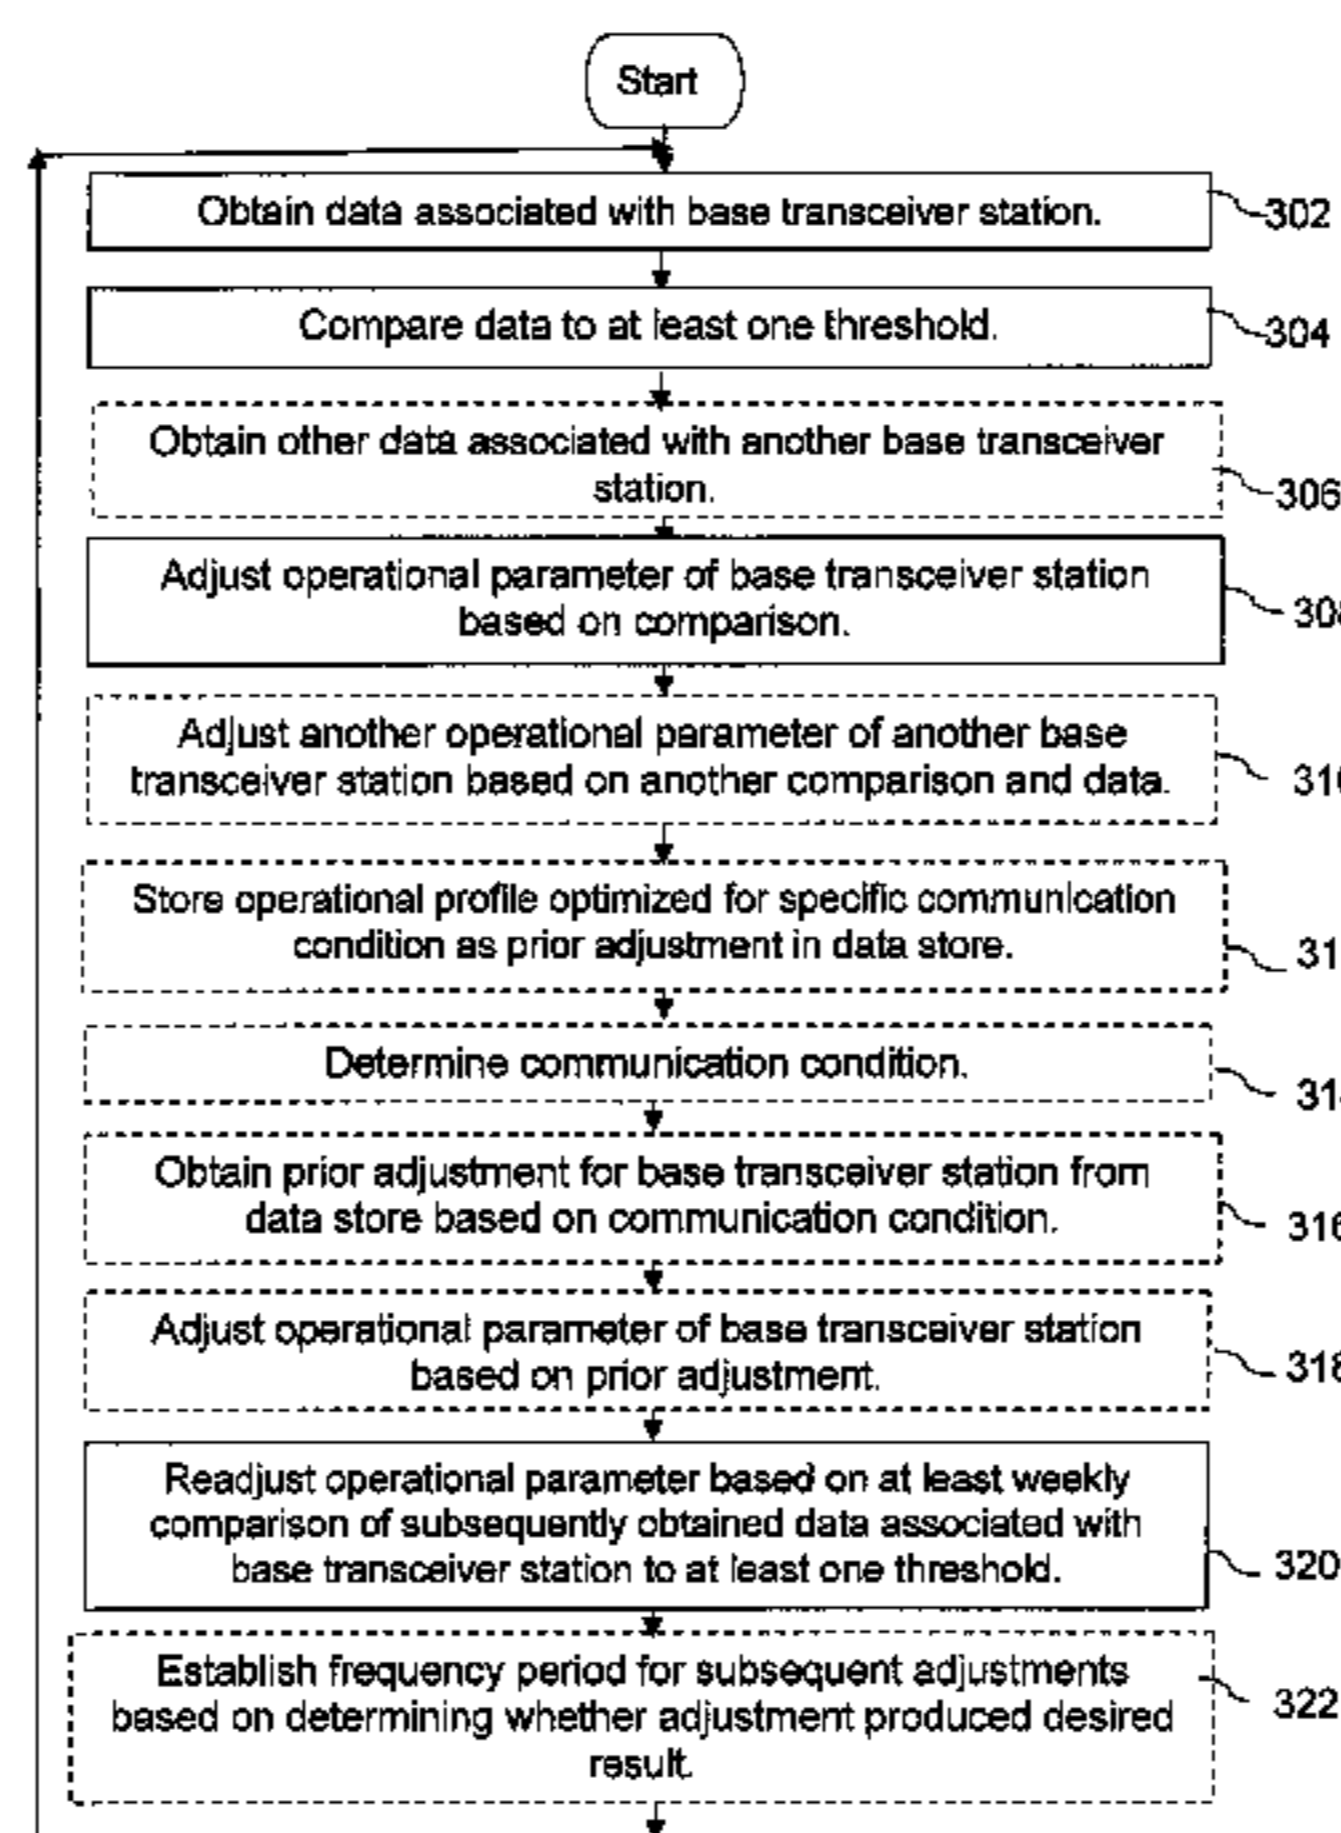 Start
Obtain data associated with base transceiver station.
302
Compare data to at least one threshold.
304
Obtain other data associated with another base transceiver
station.
306
Adjust operational parameter of base transceiver station
based on comparison.
308
Adjust another operational parameter of another base
transceiver station based on another comparison and data.
310
Store operational profile optimized for specific communication
condition as prior adjustment in data store.
31
Determine communication condition.
31
Obtain prior adjustment for base transceiver station from
data store based on communication condition.
316
Adjust operational parameter of base transceiver station
based on prior adjustment.
318
Readjust operational parameter based on at least weekly
comparison of subsequently obtained data associated with
base transceiver station to at least one threshold.
320
Establish frequency period for subsequent adjustments
based on determining whether adjustment produced desired
result.
322